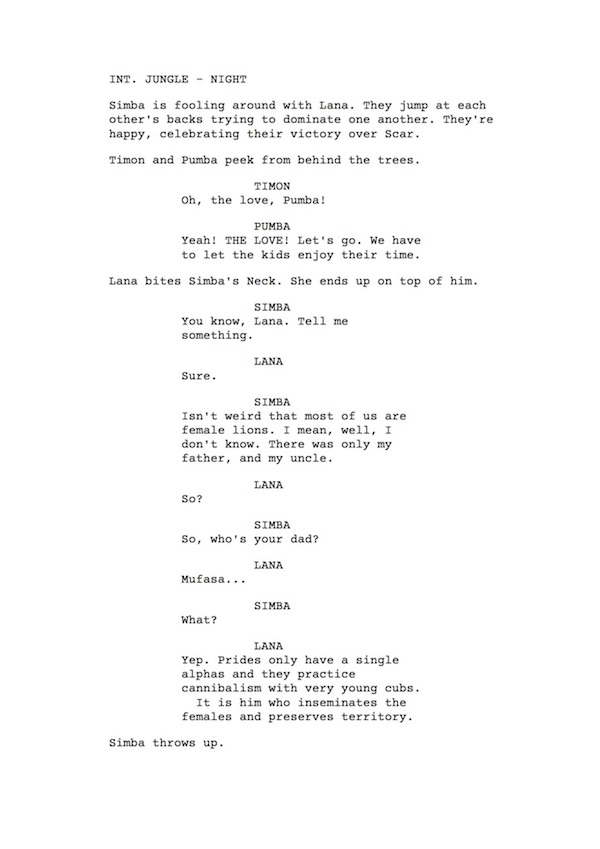 INT. JUNGLE - NIGHT
Simba is fooling around with Lana. They jump at each
other's backs trying to dominate one another. They're
happy, celebrating their victory over Scar.
Timon and Pumba peek from behind the trees.
TIMON
Oh, the love, Pumba!
PUMBA
Yeah! THE LOVE! Let's go. We have
to let the kids enjoy their time.
Lana bites Simba's Neck. She ends up on top of him.
SIMBA
You know, Lana. Tell me
something.
LANA
Sure.
SIMBA
Isn't weird that most of us are
female lions. I mean, well, I
don't know. There was only my
father, and my uncle.
LANA
So?
SIMBA
So, who's your dad?
LANA
Mufasa...
SIMBA
What?
LANA
Yep. Prides only have a single
alphas and they practice
cannibalism with very young cubs.
It is him who inseminates the
females and preserves territory.
Simba throws up.